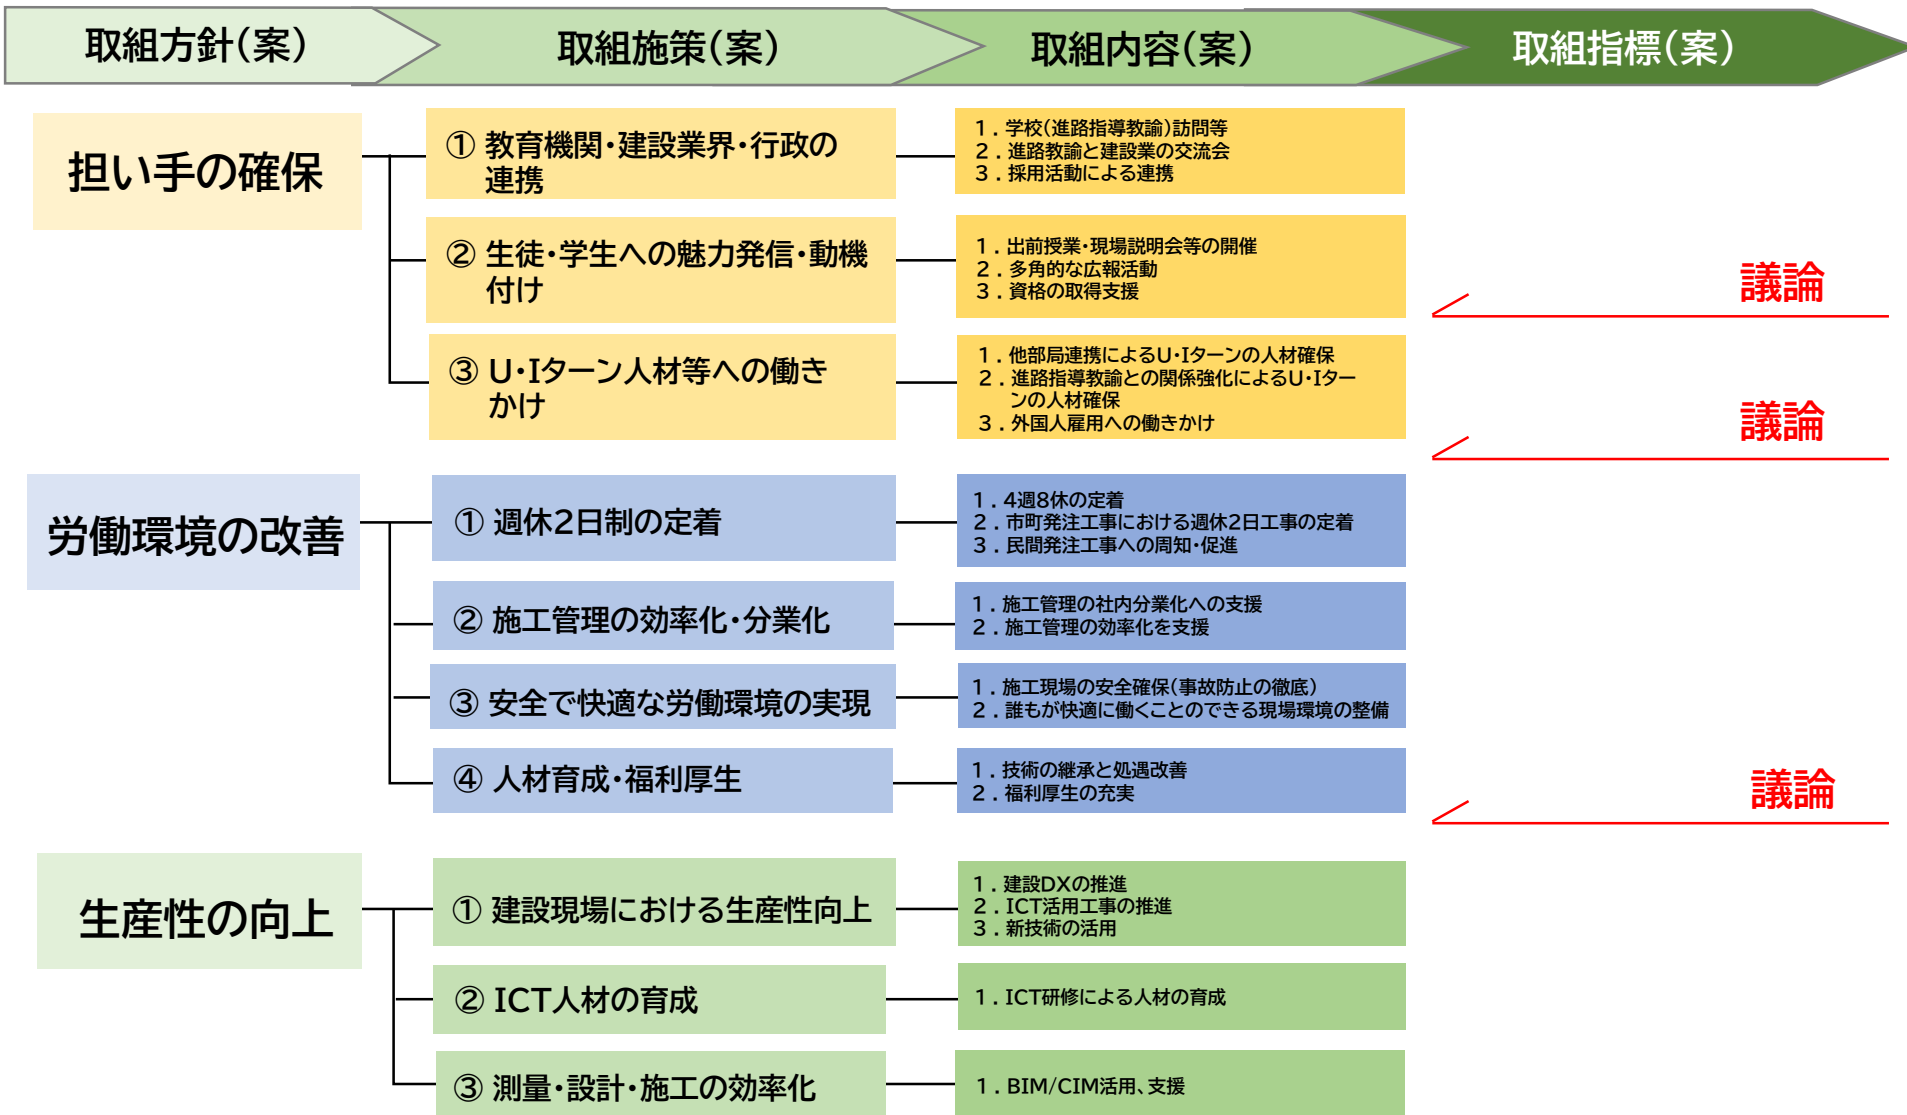 取組方針(案)
取組施策(案)
取組内容(案)
取組指標(案)
担い手の確保
① 教育機関・建設業界・行政の
連携
1．学校(進路指導教諭)訪問等
2．進路教諭と建設業の交流会
3．採用活動による連携
② 生徒・学生への魅力発信・動機
付け
1．出前授業・現場説明会等の開催
2．多角的な広報活動
3．資格の取得支援
議論
③ U・Iターン人材等への働き
かけ
1．他部局連携によるU・Iターンの人材確保
2．進路指導教諭との関係強化によるU・Iター
ンの人材確保
3．外国人雇用への働きかけ
議論
労働環境の改善
① 週休2日制の定着
1．4週8休の定着
2．市町発注工事における週休2日工事の定着
3．民間発注工事への周知・促進
② 施工管理の効率化・分業化
1．施工管理の社内分業化への支援
2．施工管理の効率化を支援
③ 安全で快適な労働環境の実現
1．施工現場の安全確保(事故防止の徹底)
2．誰もが快適に働くことのできる現場環境の整備
④ 人材育成・福利厚生
1．技術の継承と処遇改善
2．福利厚生の充実
議論
生産性の向上
① 建設現場における生産性向上
1．建設DXの推進
2．ICT活用工事の推進
3．新技術の活用
② ICT人材の育成
1．ICT研修による人材の育成
③ 測量・設計・施工の効率化
1．BIM/CIM活用、支援